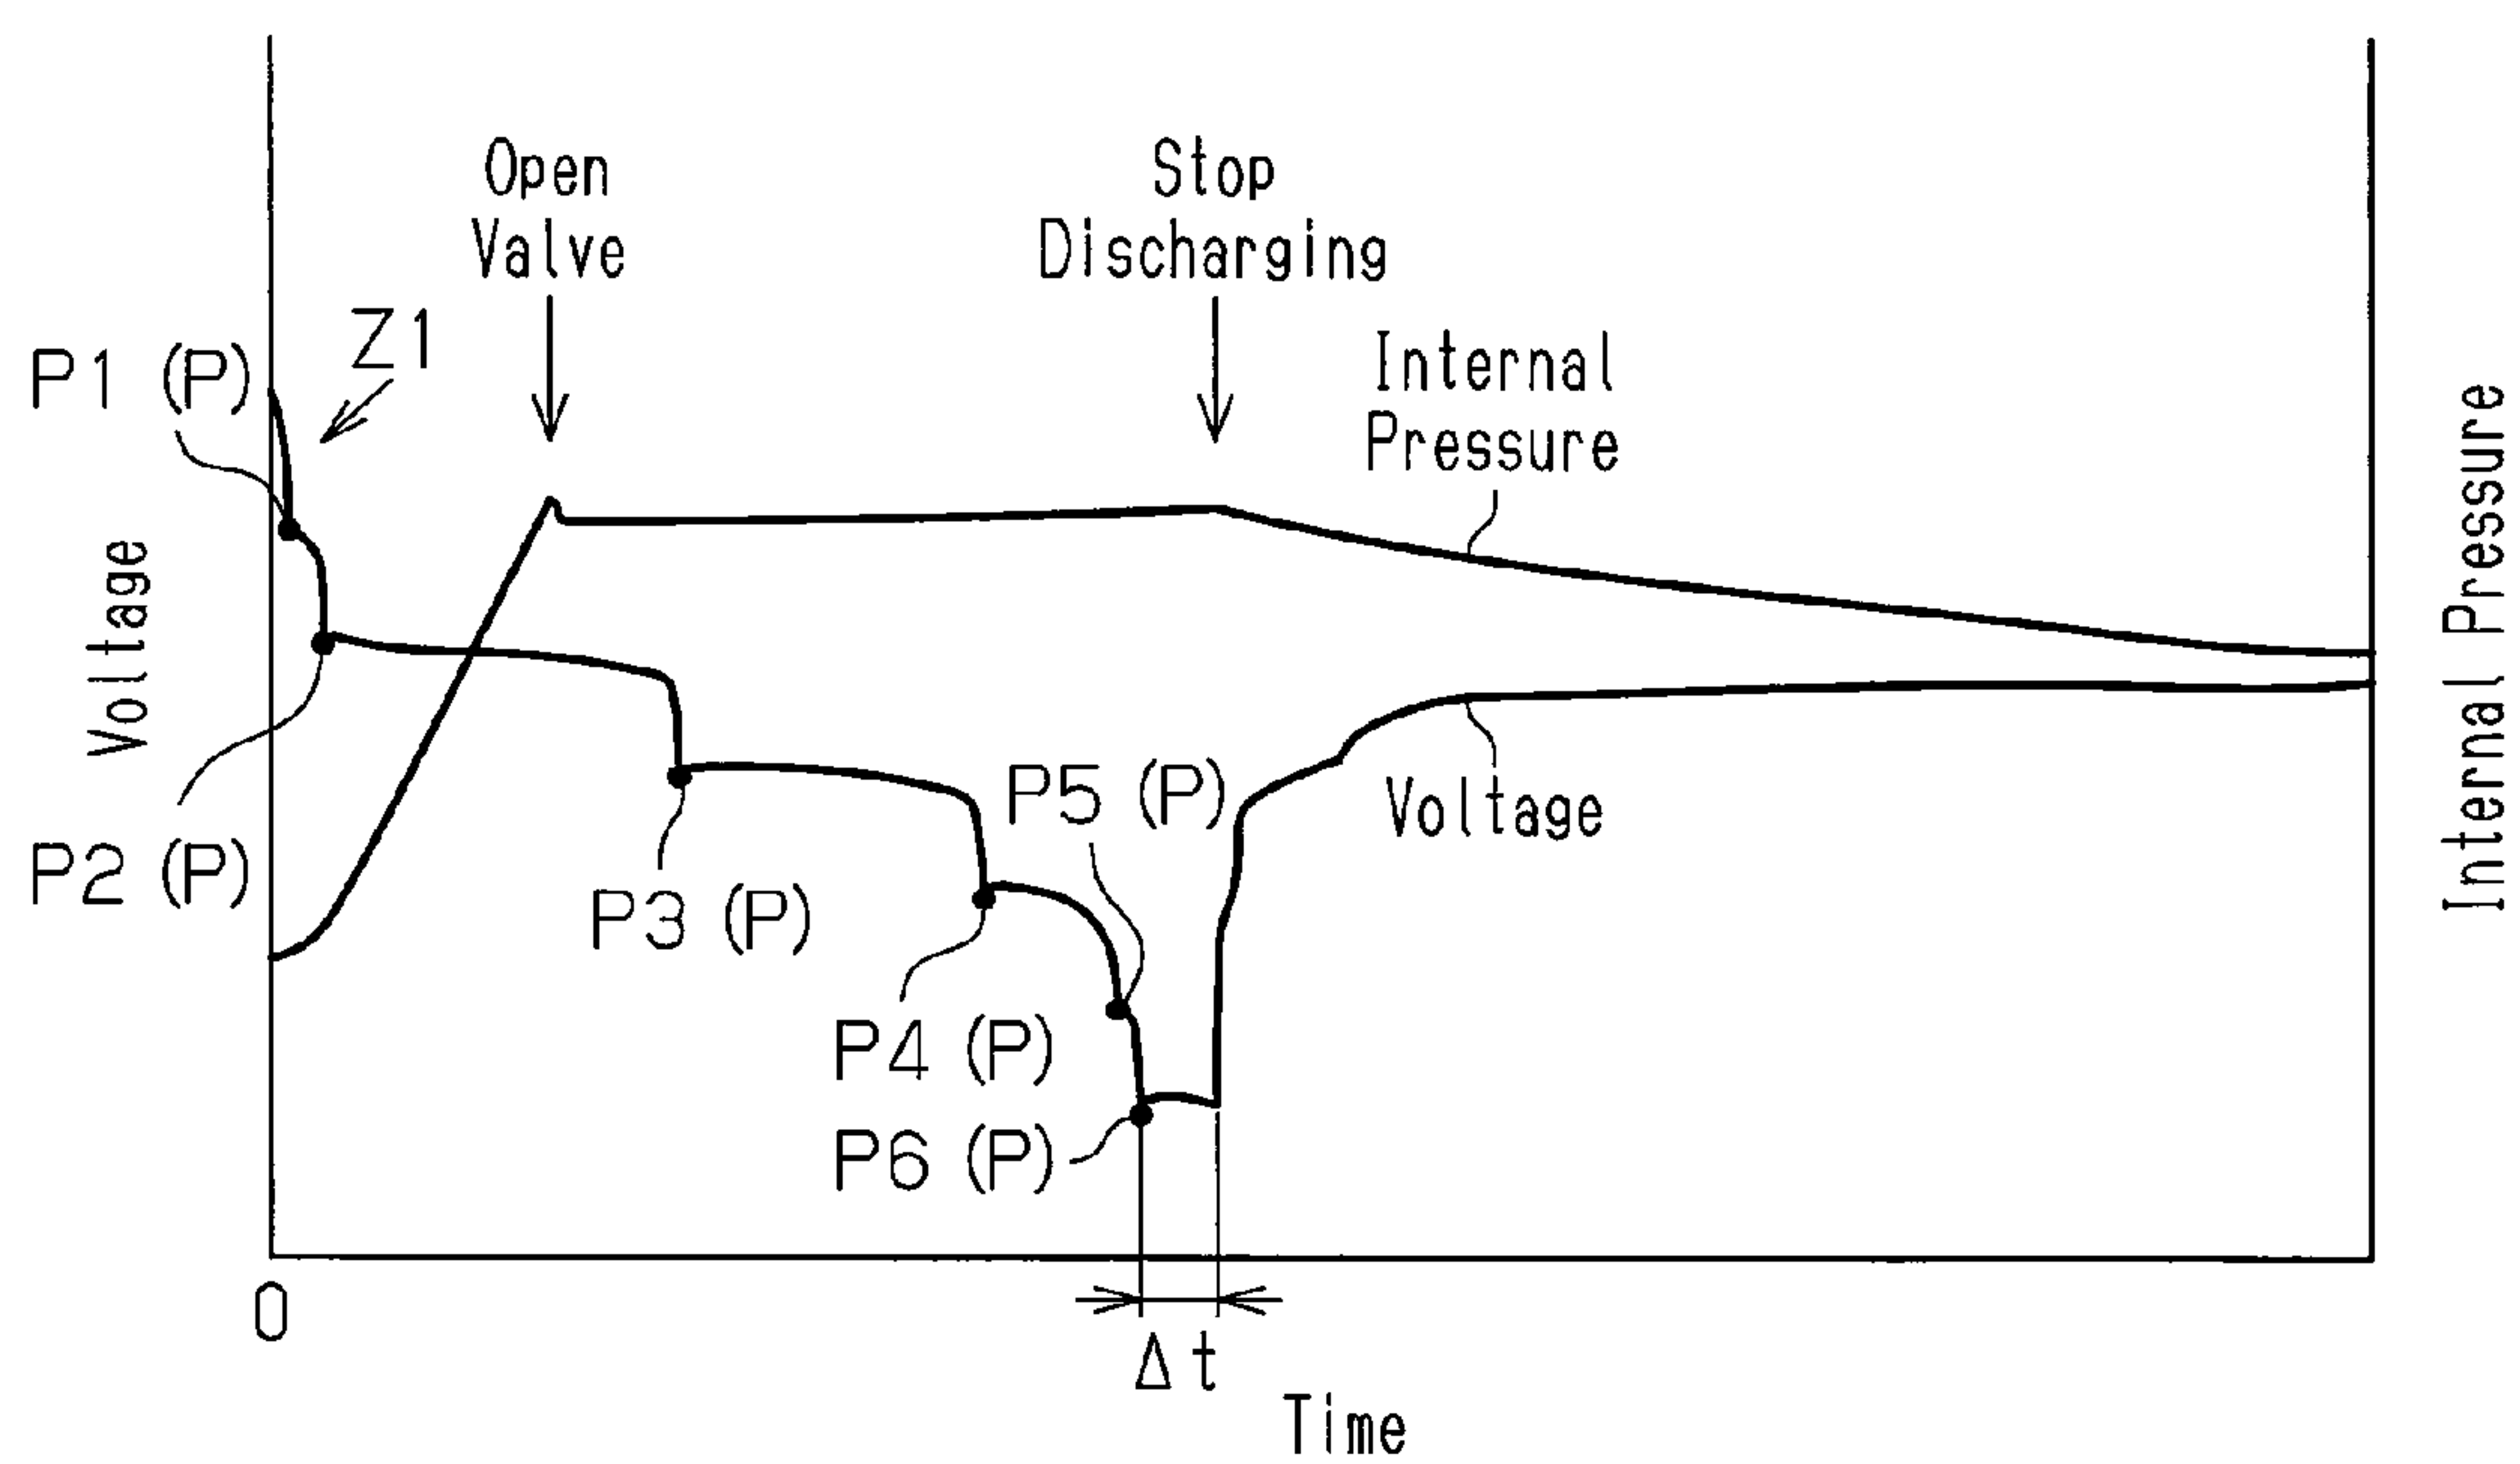 Open
Valve
Stop
Discharging
Z1
P1 (P)
Internal
Pressure
Voltage
Internal Pressure
P5 (P)
Voltage
P2 (P)
P3 (P)
P4 (P)
P6 (P)
0
Δt
Time